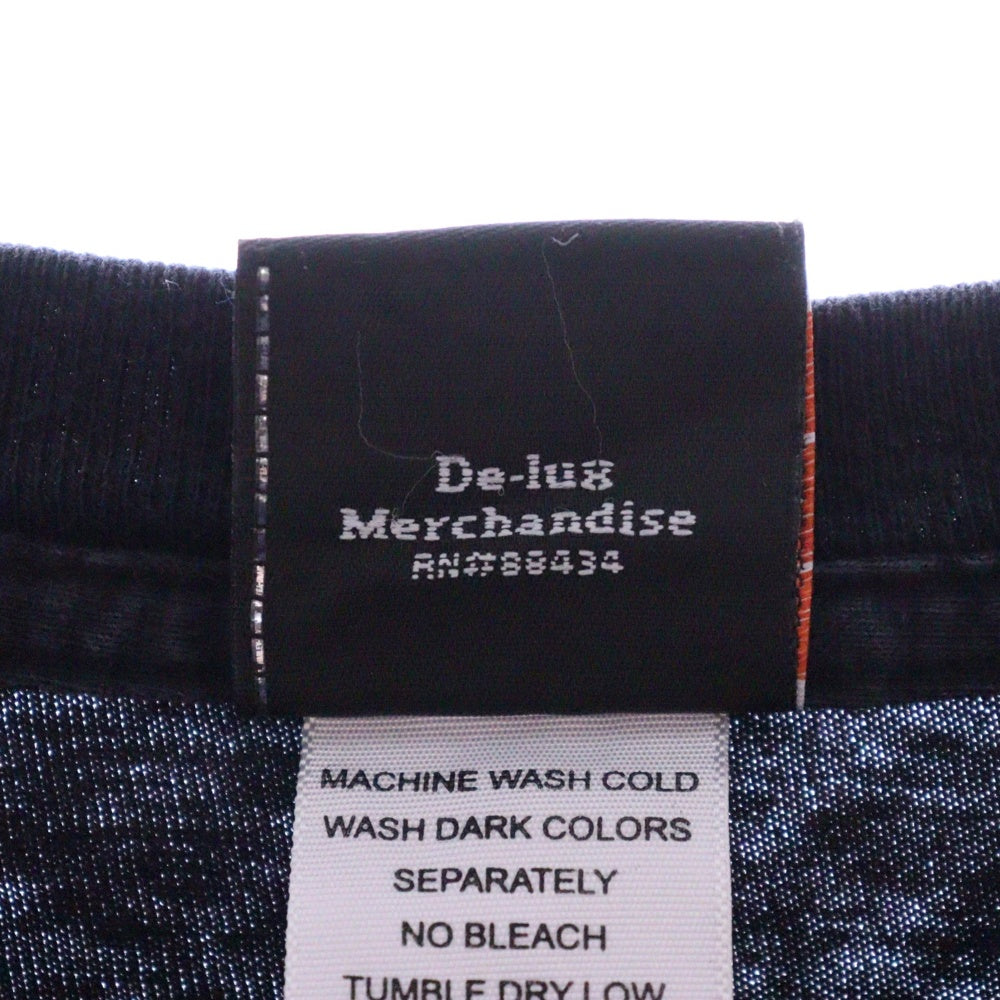 De-lux
Merchandise
RN#88434
MACHINE WASH COLD
WASH DARK COLORS
SEPARATELY
NO BLEACH
TUMBLE DRY LOW